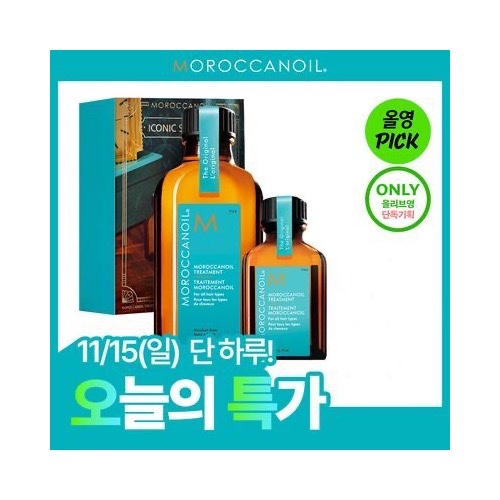 MOROCCANOIL®
MOROCCANOIL
ICONIC S
올영
PICK
ONLY
올리브영
단독기획
The Original
L'original
MOROCCANOIL®
M
MOROCCANOIL
TREATMENT
TRAITEMENT
MOROCCANOIL
For all hair types
Pour tous les types
de cheveux
Alcohol-free
The Original
L'original
MOROCCANOIL®
MOROCCANOIL
TREATMENT
TRAITEMENT
MOROCCANOIL
For all hair types
Pour tous les types
de cheveux
11/15(일) 단 하루!
오늘의 특가